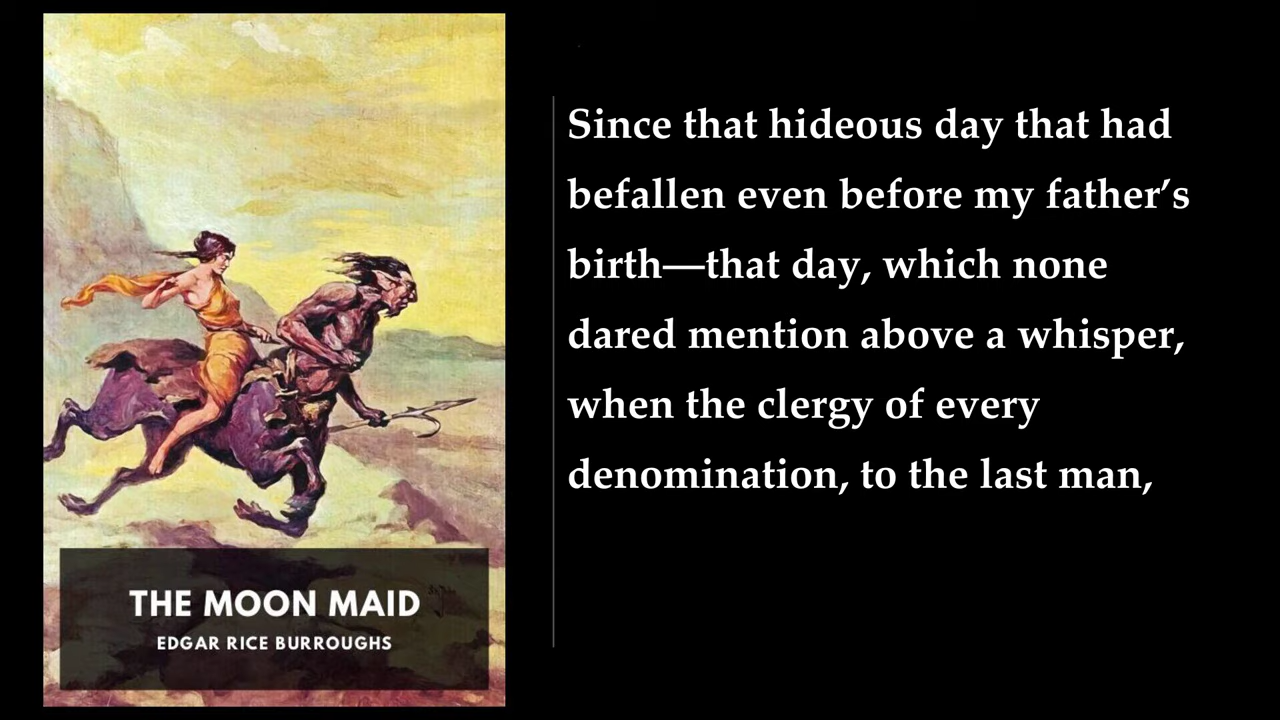 Since that hideous day that had
befallen even before my father’s
birth—that day, which none
dared mention above a whisper,
when the clergy of every
denomination, to the last man,
THE MOON MAID
EDGAR RICE BURROUGHS